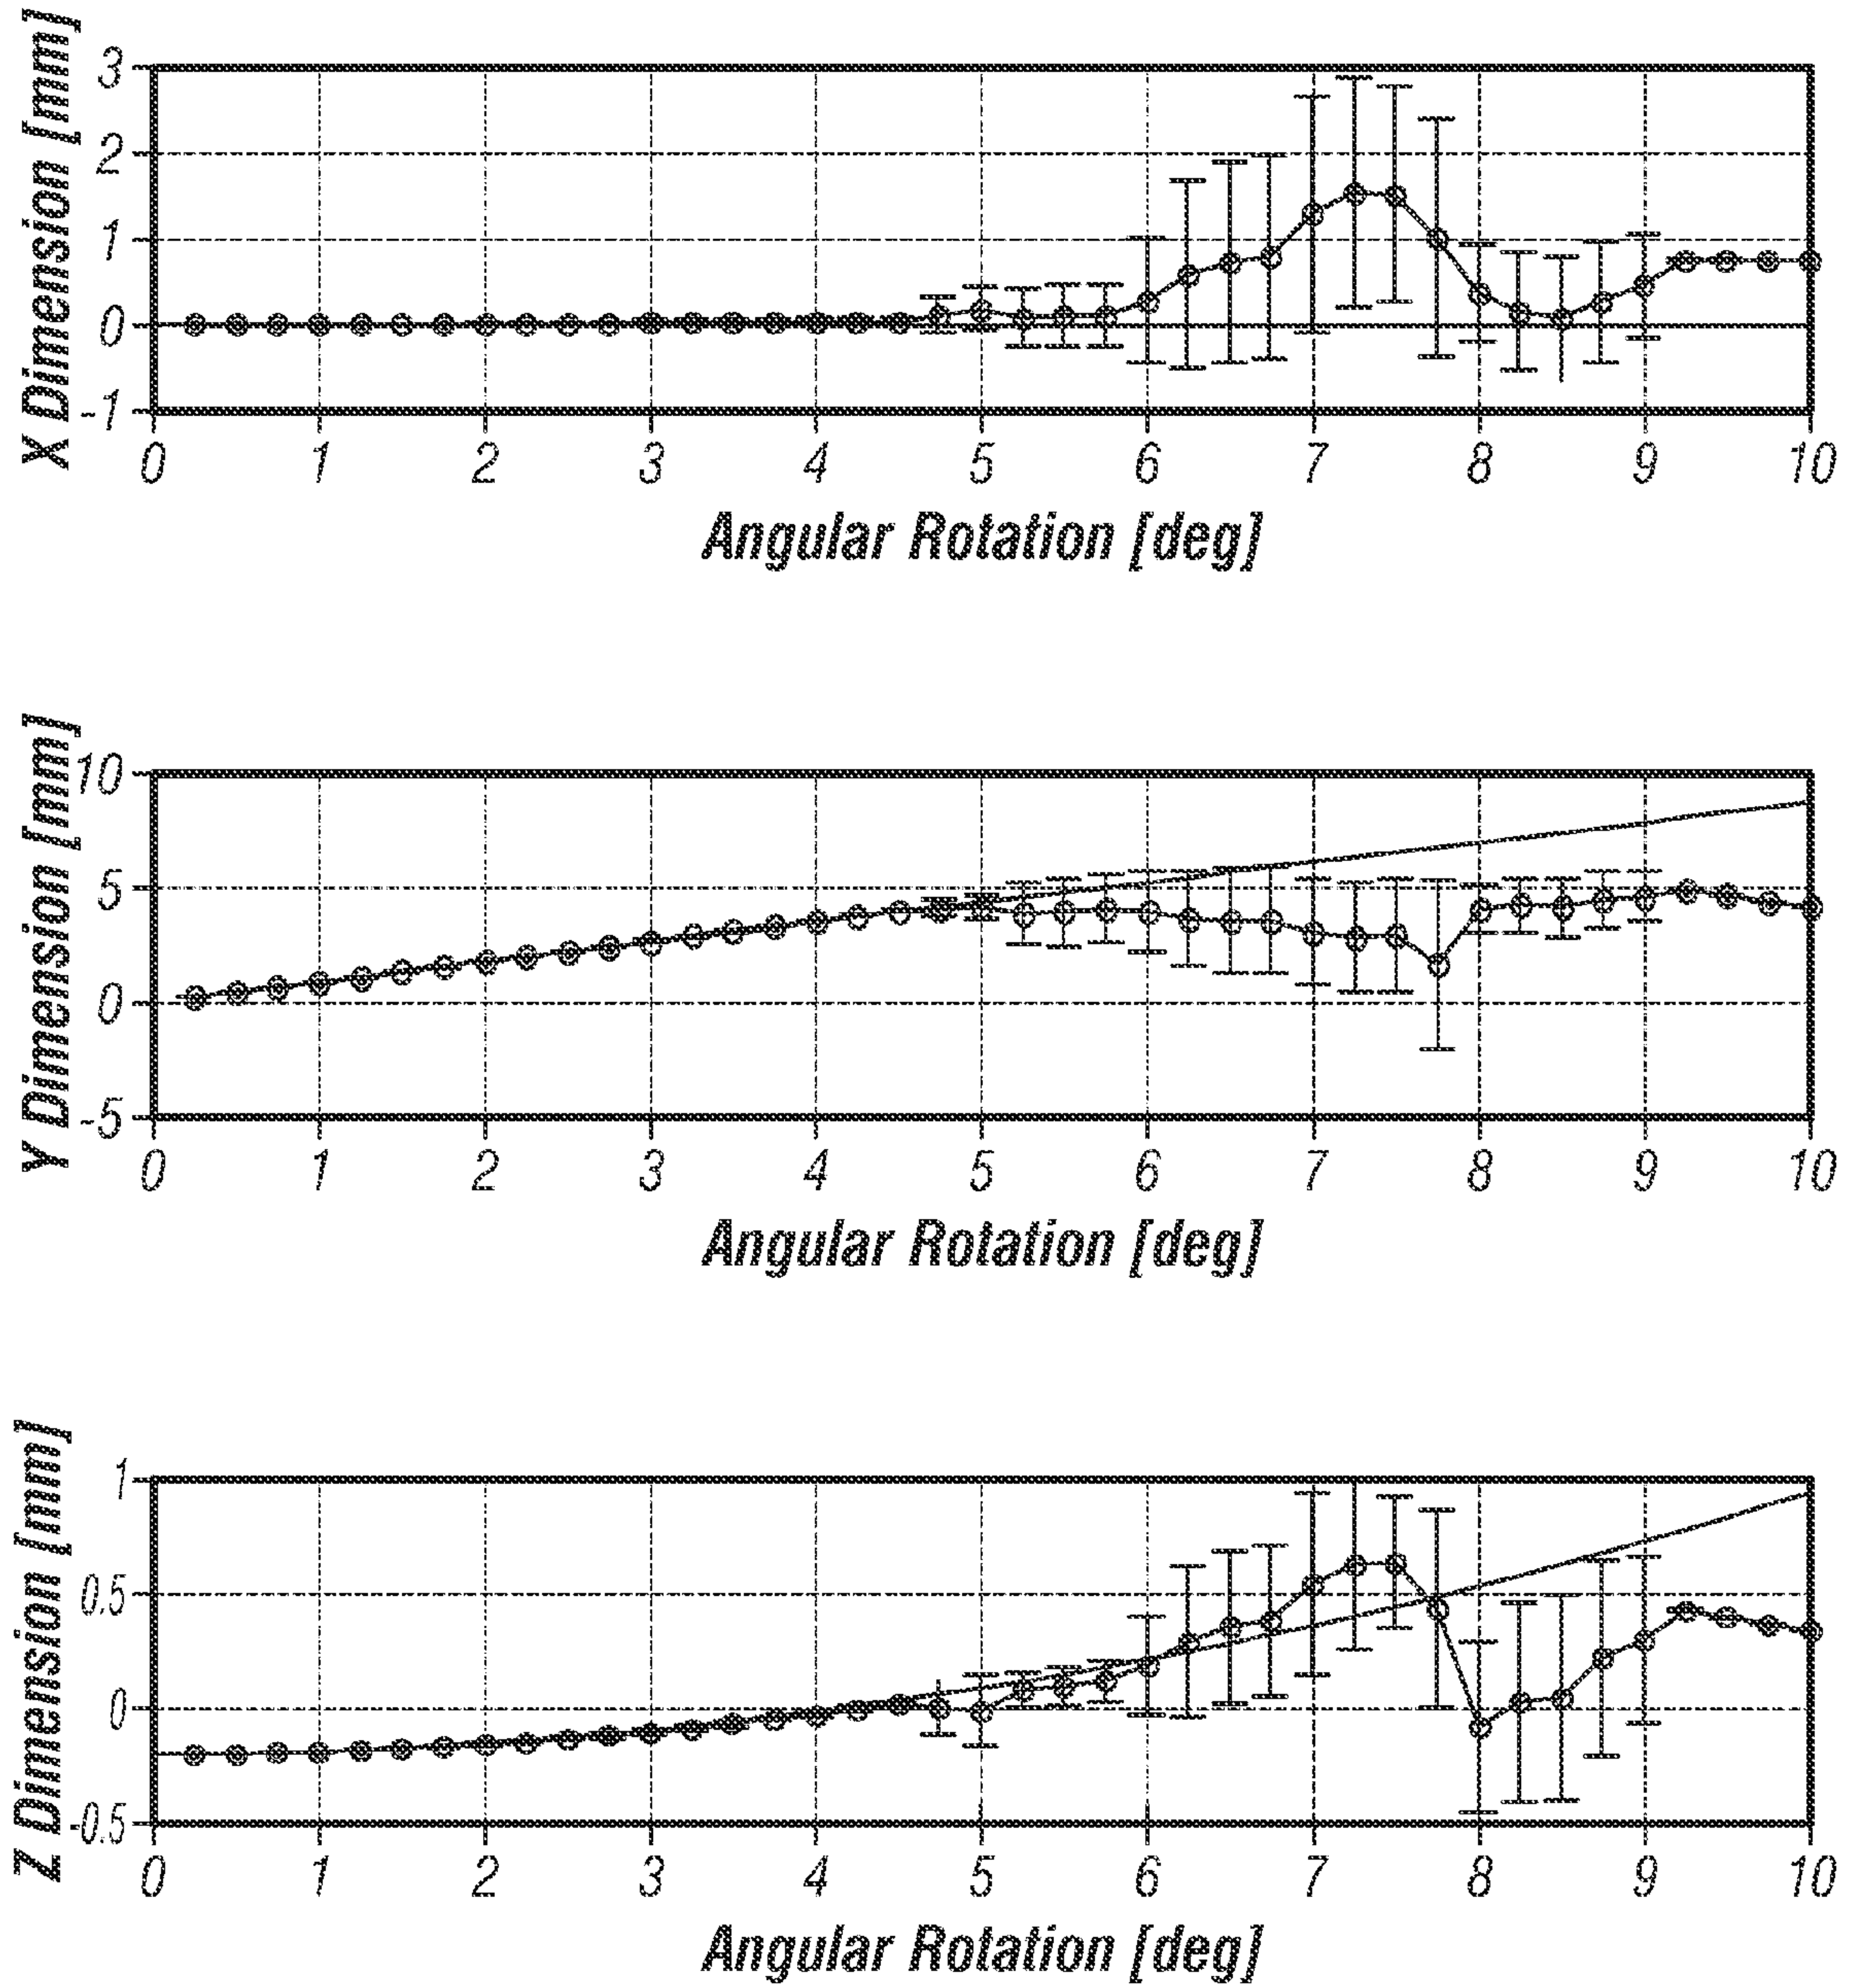 X Dimension [mm]
3
2
1
0
-1
0 1 2 3 4 5 6 7 8 9 10
Angular Rotation [deg]
Y Dimension [mm]
10
5
0
-5
0 1 2 3 4 5 6 7 8 9 10
Angular Rotation [deg]
Z Dimension [mm]
1
0.5
0
-0.5
0 1 2 3 4 5 6 7 8 9 10
Angular Rotation [deg]